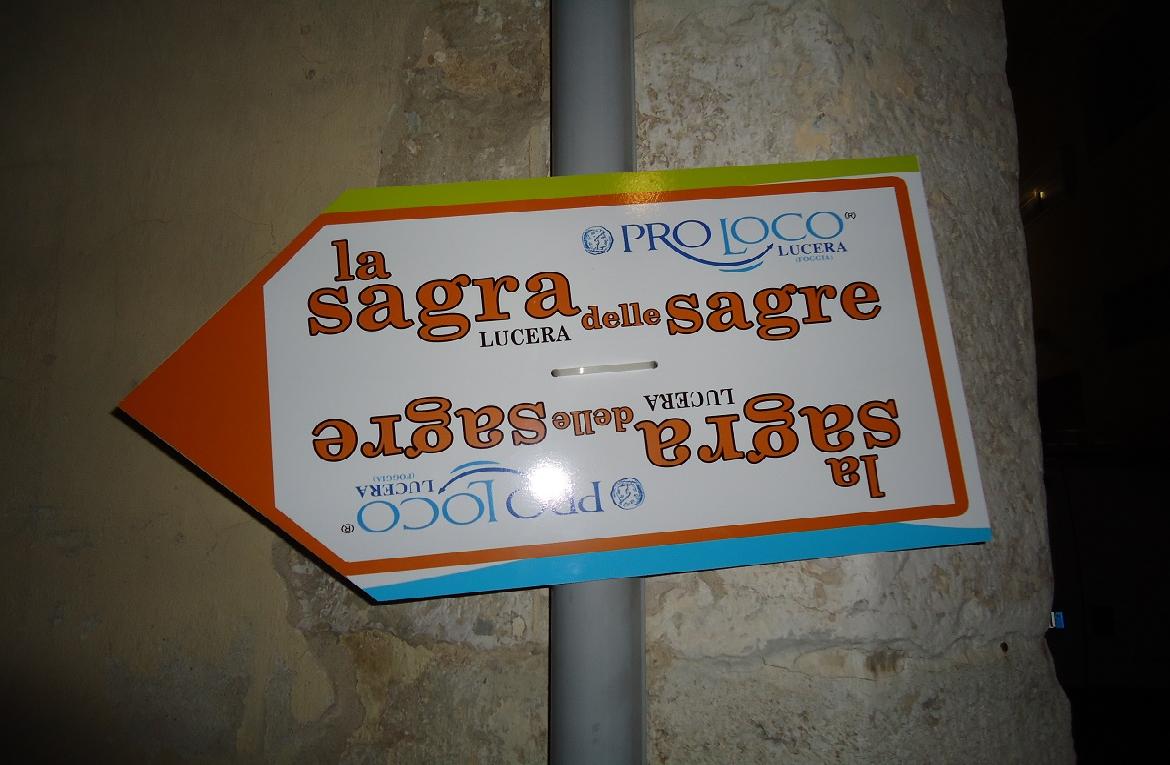 PRO LOCO (R)
LUCERA
(FOGGIA)
la
sagra delle sagre
LUCERA
la
sagra delle sagre
LUCERA
PRO LOCO (R)
LUCERA
(FOGGIA)